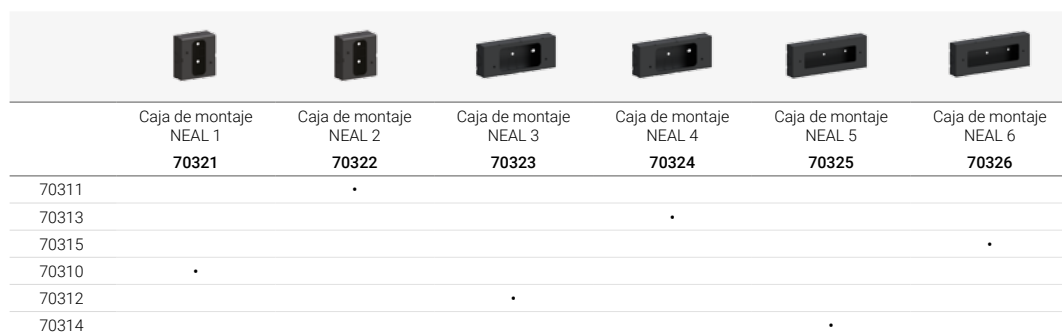 Caja de montaje NEAL 1 70321
Caja de montaje NEAL 2 70322
Caja de montaje NEAL 3 70323
Caja de montaje NEAL 4 70324
Caja de montaje NEAL 5 70325
Caja de montaje NEAL 6 70326
70311 •
70313 •
70315 •
70310 •
70312 •
70314 •